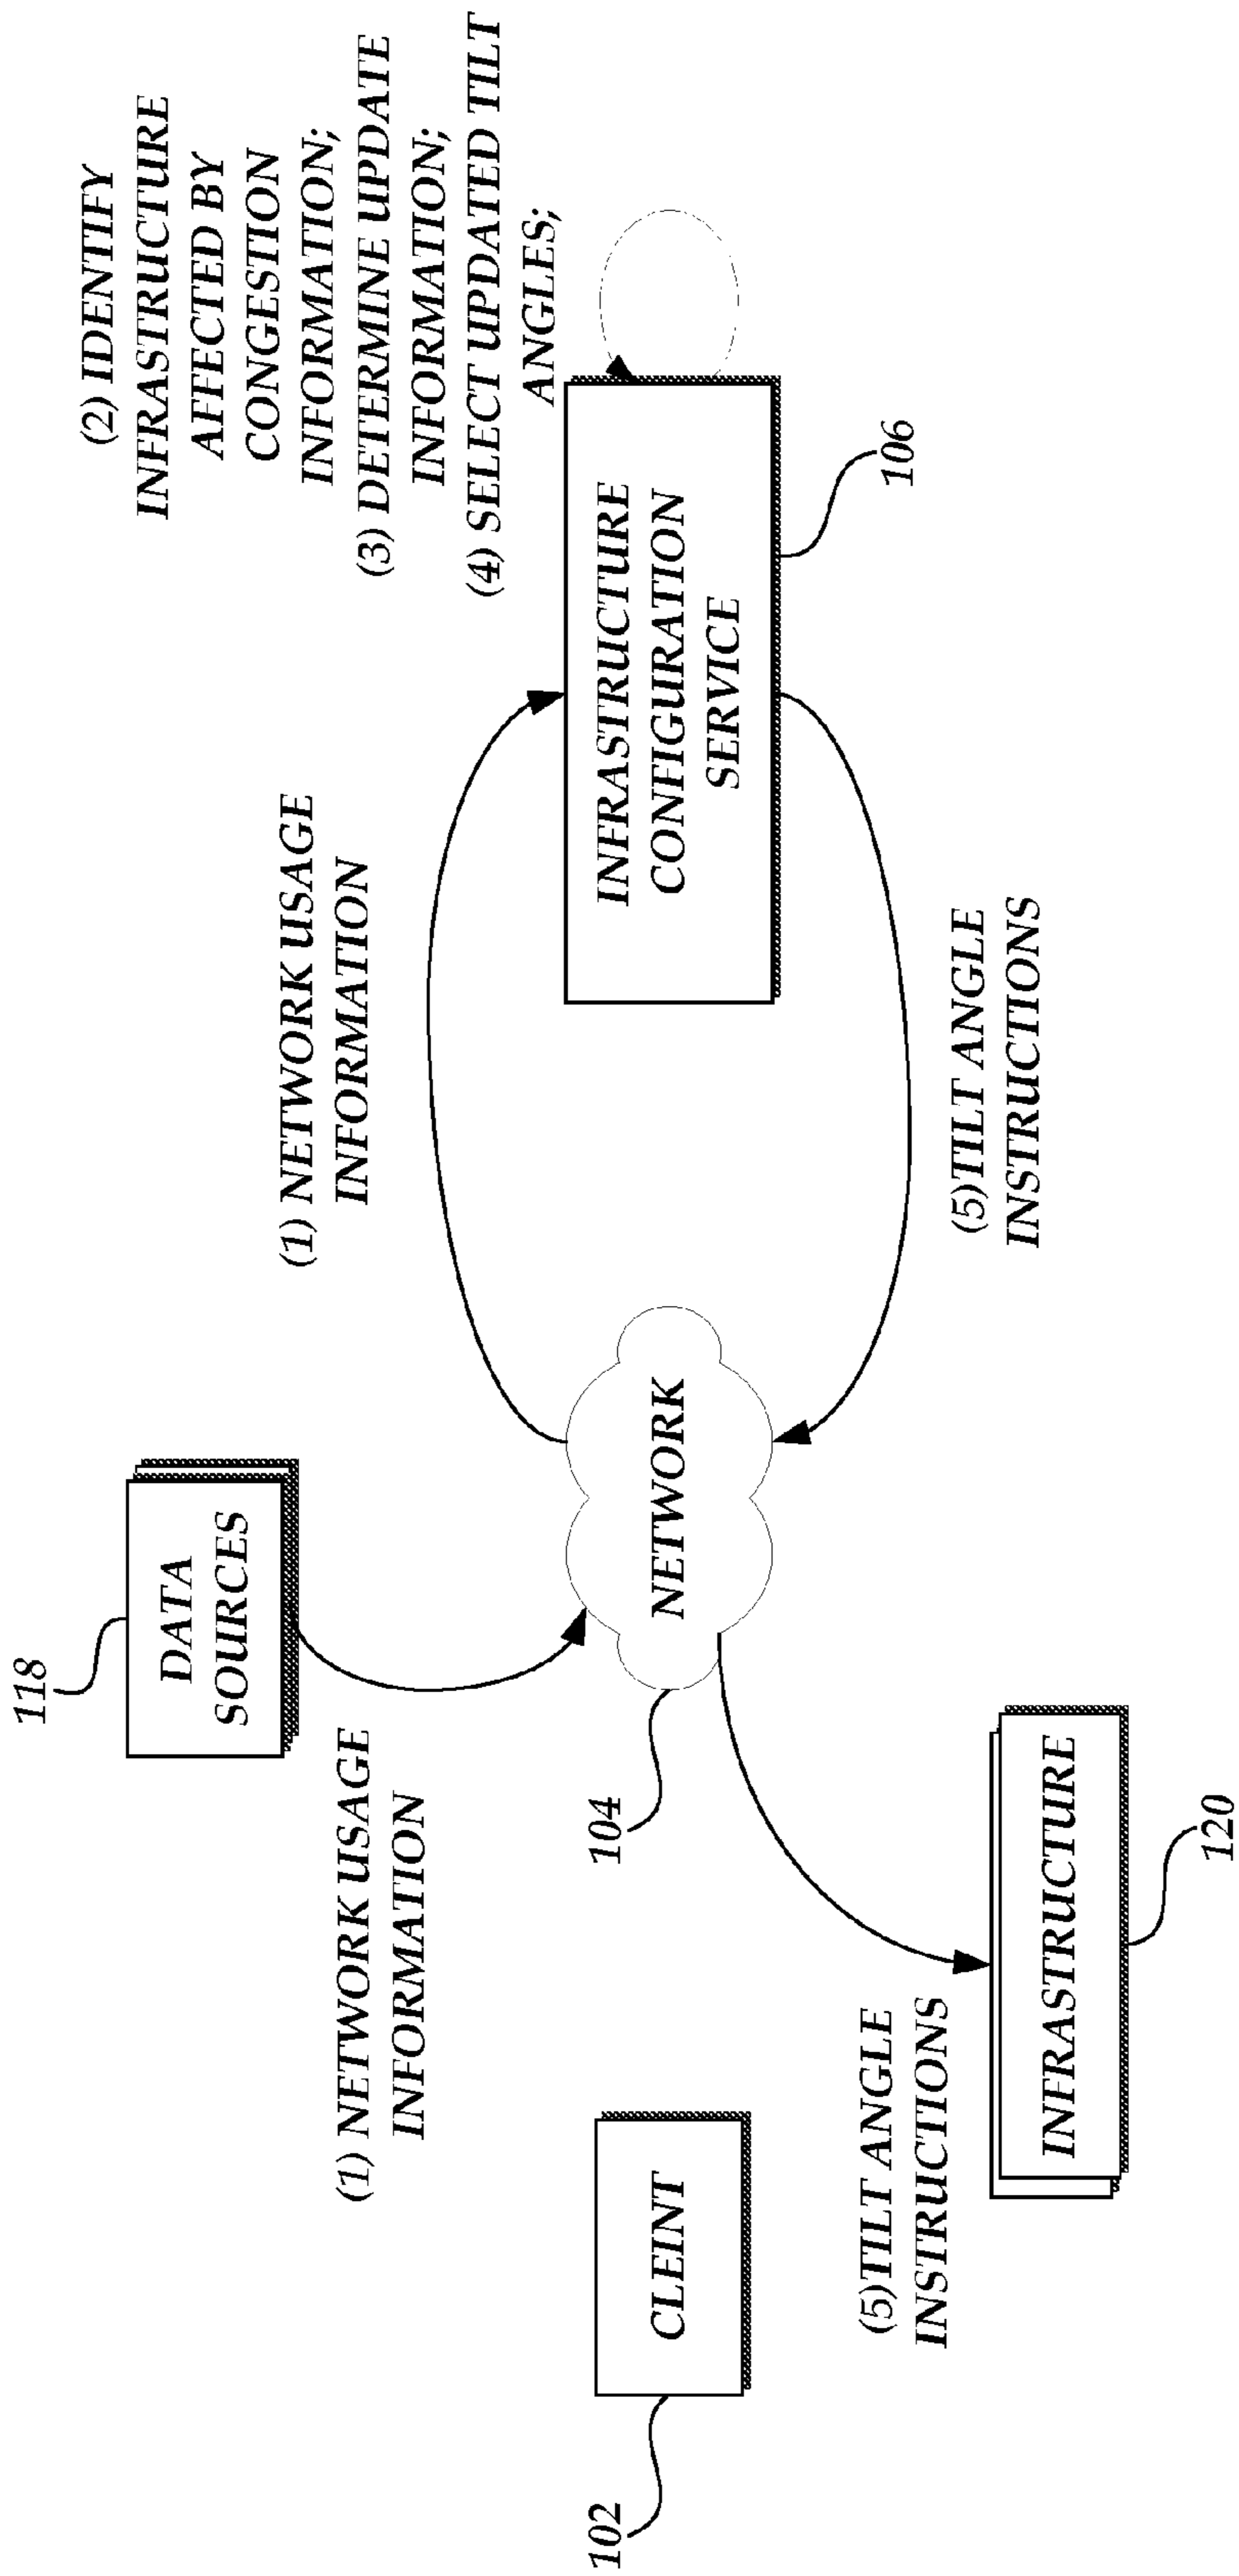 118
DATA
SOURCES
(1) NETWORK USAGE
INFORMATION
(1) NETWORK USAGE
INFORMATION
(2) IDENTIFY
INFRASTRUCTURE
AFFECTED BY
CONGESTION
INFORMATION;
(3) DETERMINE UPDATE
INFORMATION;
(4) SELECT UPDATED TILT
ANGLES;
102
CLEINT
104
NETWORK
INFRASTRUCTURE
CONFIGURATION
SERVICE
106
(5)TILT ANGLE
INSTRUCTIONS
(5)TILT ANGLE
INSTRUCTIONS
INFRASTRUCTURE
120